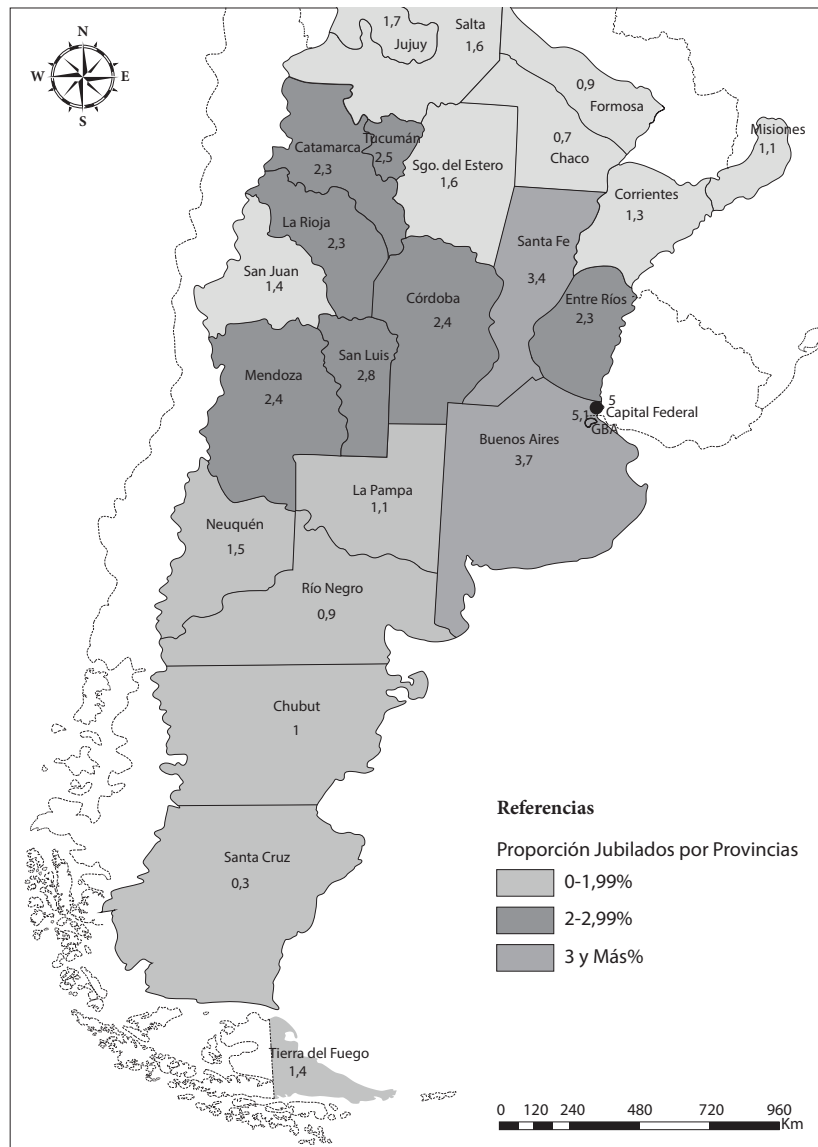 N
W E
S
1,7
Jujuy
Salta
1,6
0,9
Formosa
Misiones
1,1
0,7
Chaco
Catamarca
2,3
Tucumán
2,5
Sgo. del Estero
1,6
Corrientes
1,3
La Rioja
2,3
Santa Fe
3,4
San Juan
1,4
Córdoba
2,4
Entre Ríos
2,3
San Luis
2,8
Mendoza
2,4
5
Capital Federal
5,1
GBA
Buenos Aires
3,7
La Pampa
1,1
Neuquén
1,5
Río Negro
0,9
Chubut
1
Santa Cruz
0,3
Tierra del Fuego
1,4
Referencias
Proporción Jubilados por Provincias
0-1,99%
2-2,99%
3 y Más%
0 120 240 480 720 960
Km